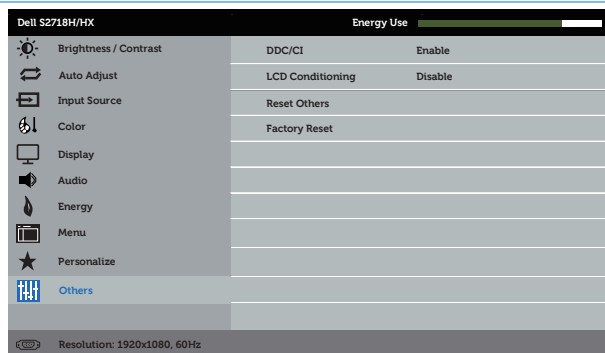 Dell S2718H/HX Energy Use
Brightness / Contrast DDC/CI Enable
Auto Adjust LCD Conditioning Disable
Input Source Reset Others
Color Factory Reset
Display
Audio
Energy
Menu
Personalize
Others
Resolution: 1920x1080, 60Hz